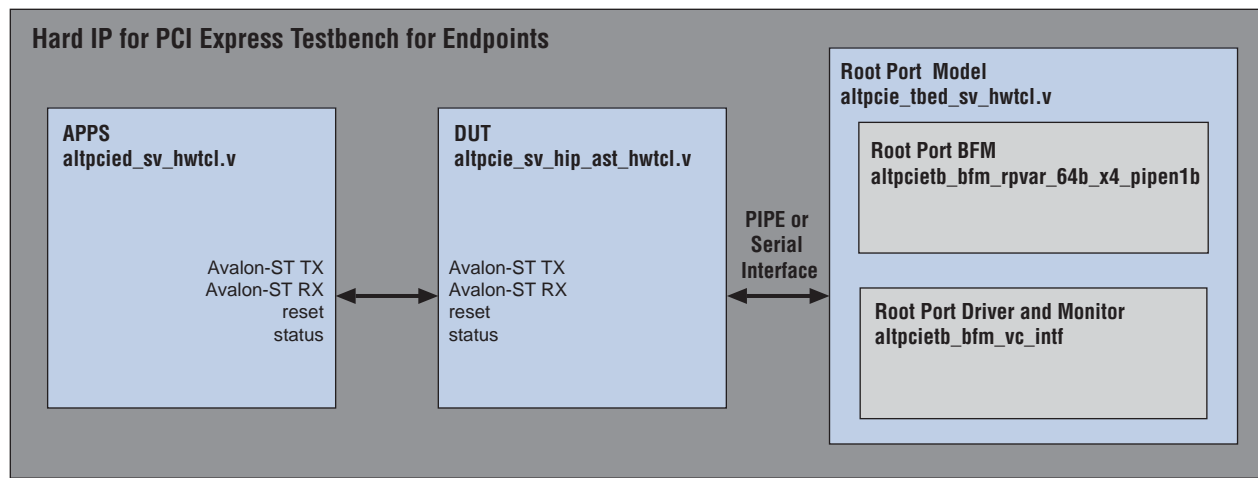 Hard IP for PCI Express Testbench for Endpoints
APPS
altpcied_sv_hwtcl.v
Avalon-ST TX
Avalon-ST RX
reset
status
DUT
altpcie_sv_hip_ast_hwtcl.v
Avalon-ST TX
Avalon-ST RX
reset
status
PIPE or
Serial
Interface
Root Port Model
altpcie_tbed_sv_hwtcl.v
Root Port BFM
altpcietb_bfm_rpvar_64b_x4_pipen1b
Root Port Driver and Monitor
altpcietb_bfm_vc_intf